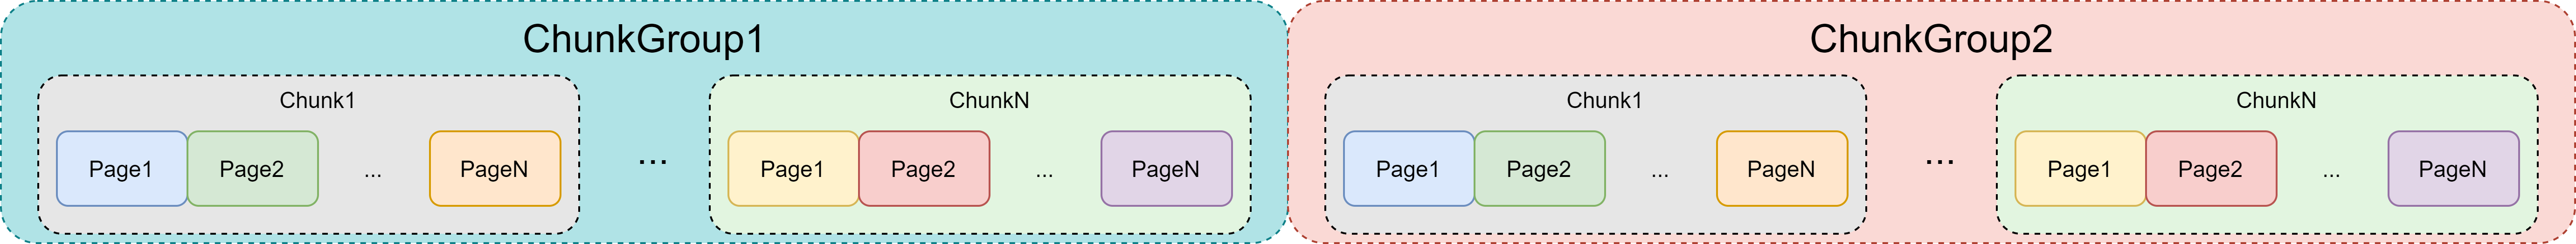 ChunkGroup1
Chunk1
Page1 Page2 ... PageN
...
ChunkN
Page1 Page2 ... PageN
ChunkGroup2
Chunk1
Page1 Page2 ... PageN
...
ChunkN
Page1 Page2 ... PageN